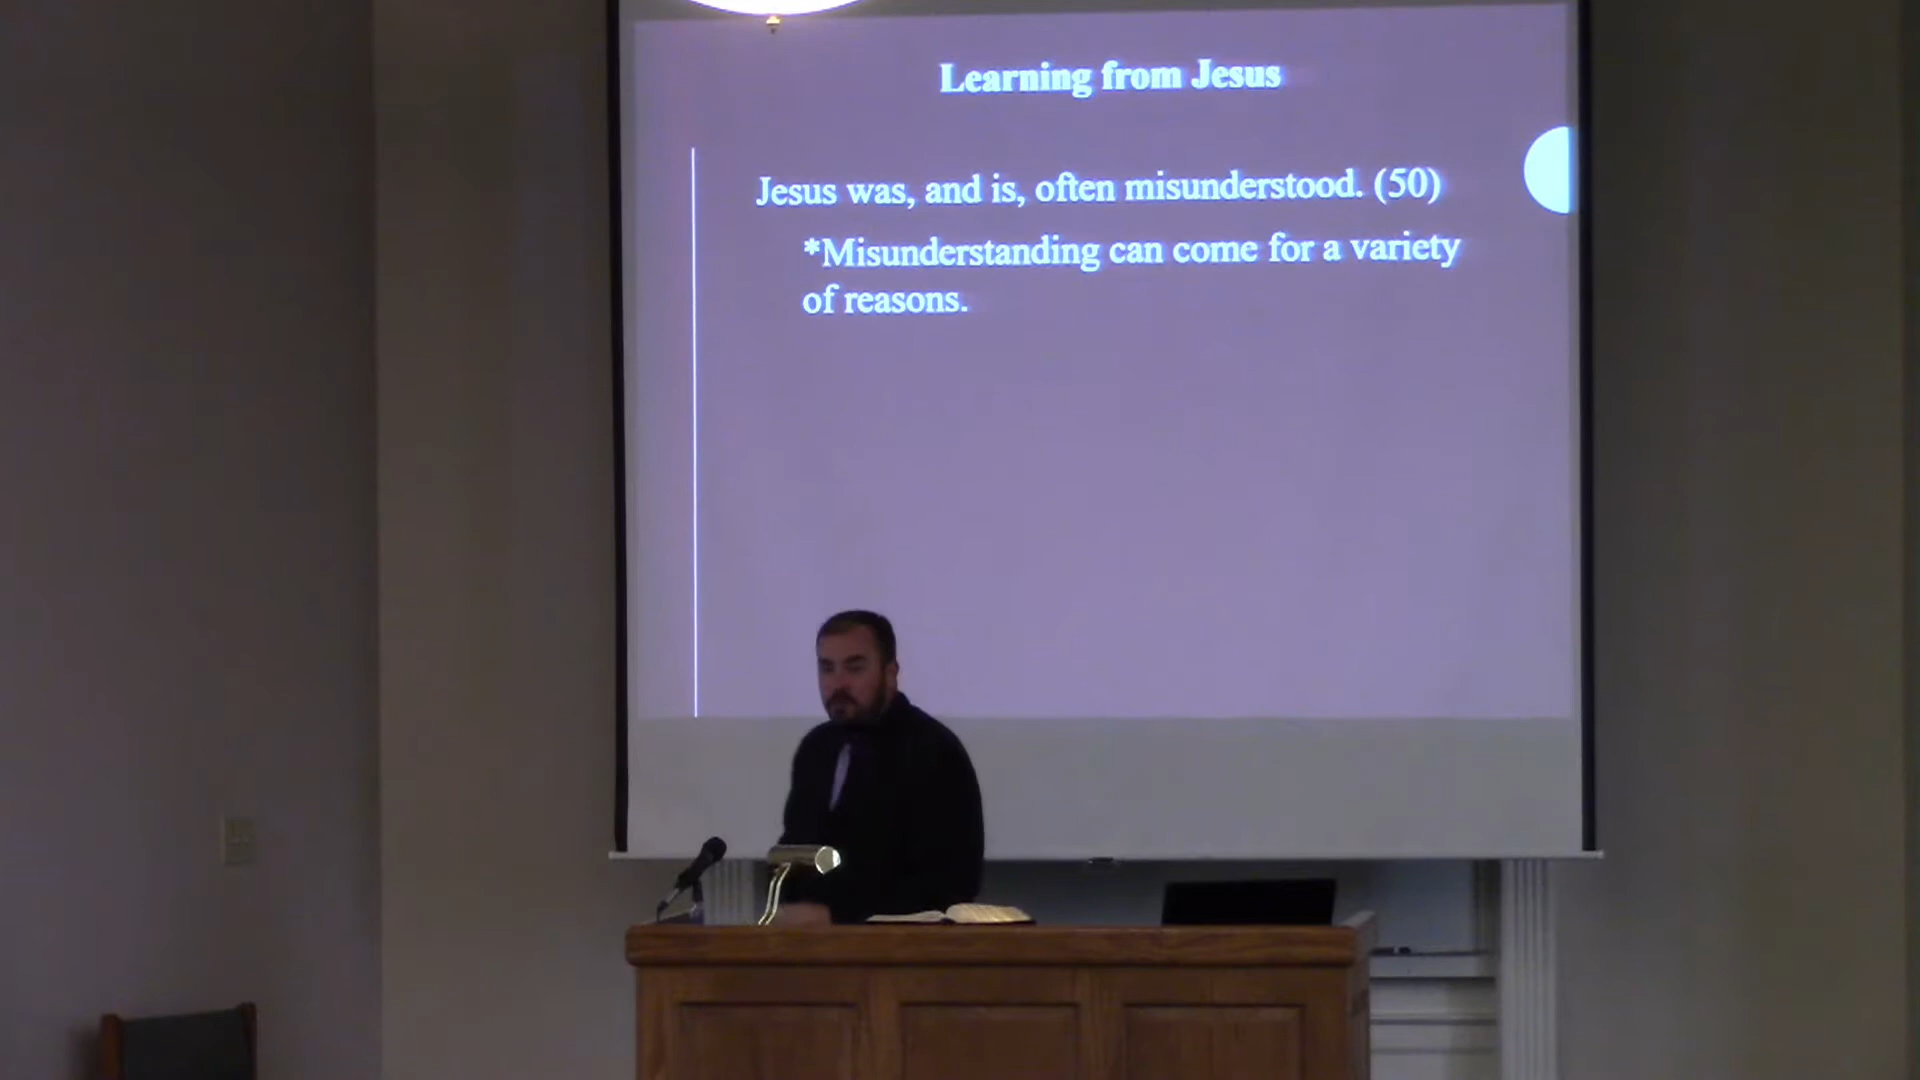 Learning from Jesus
Jesus was, and is, often misunderstood. (50)
*Misunderstanding can come for a variety
of reasons.